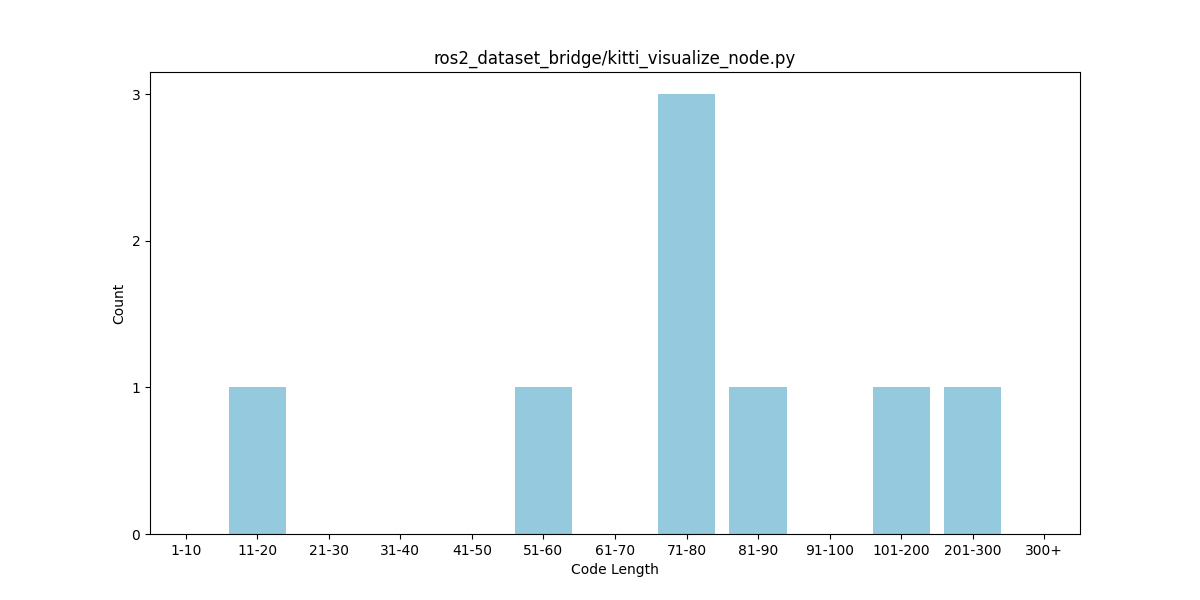 ros2_dataset_bridge/kitti_visualize_node.py
3
2
1
0
Count
1-10 11-20 21-30 31-40 41-50 51-60 61-70 71-80 81-90 91-100 101-200 201-300 300+
Code Length